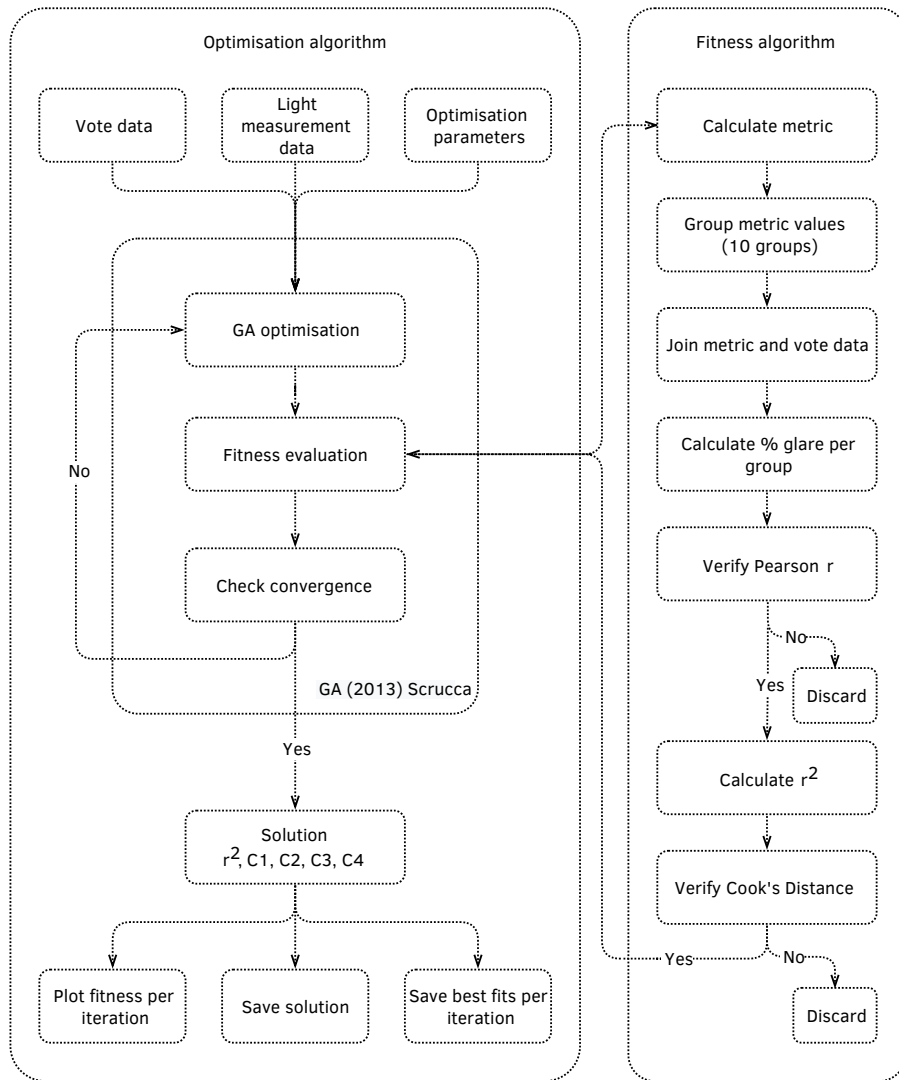 Optimisation algorithm
Vote data
Light
measurement
data
Optimisation
parameters
GA optimisation
Fitness evaluation
No
Check convergence
GA (2013) Scrucca
Yes
Solution
r², C1, C2, C3, C4
Plot fitness per
iteration
Save solution
Save best fits per
iteration
Fitness algorithm
Calculate metric
Group metric values
(10 groups)
Join metric and vote data
Calculate % glare per
group
Verify Pearson r
No
Discard
Yes
Calculate r²
Verify Cook's Distance
Yes
No
Discard